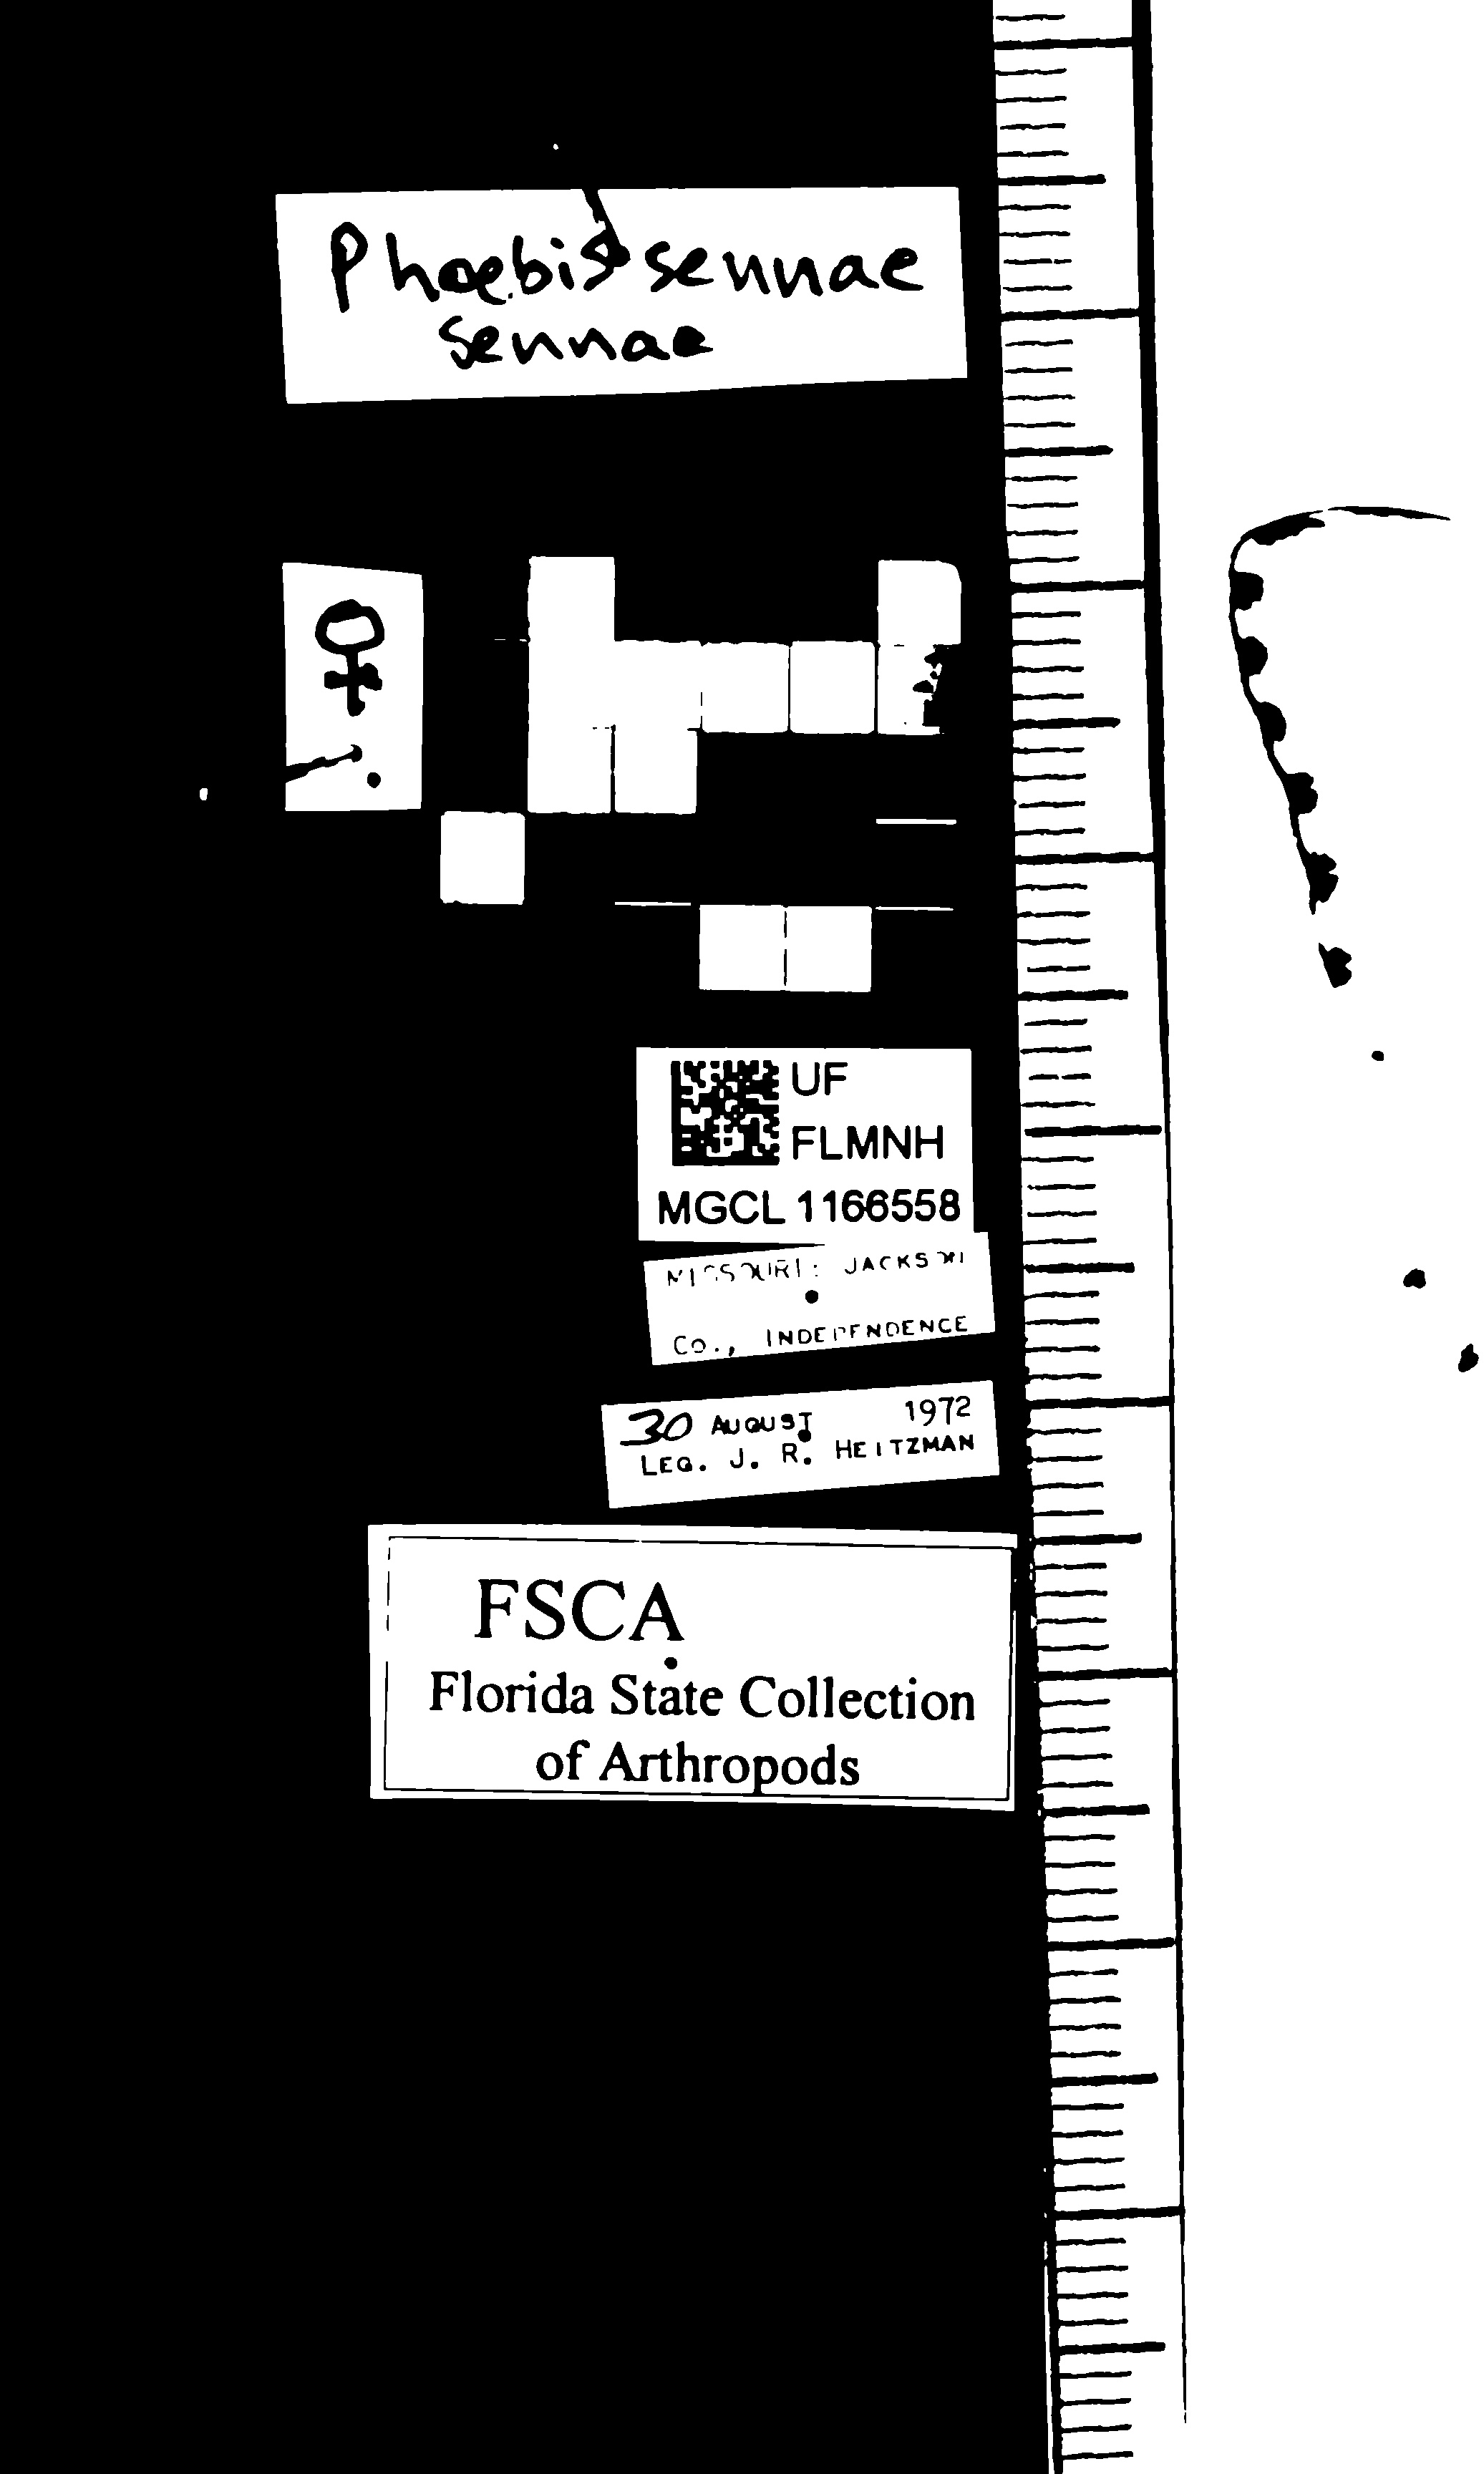 Phoebis sennae
sennae
♀
UF
FLMNH
MGCL 1166558
MISSOURI: JACKSON
Co., INDEPENDENCE
30 AUGUST 1972
LEG. J. R. HEITZMAN
FSCA
Florida State Collection
of Arthropods